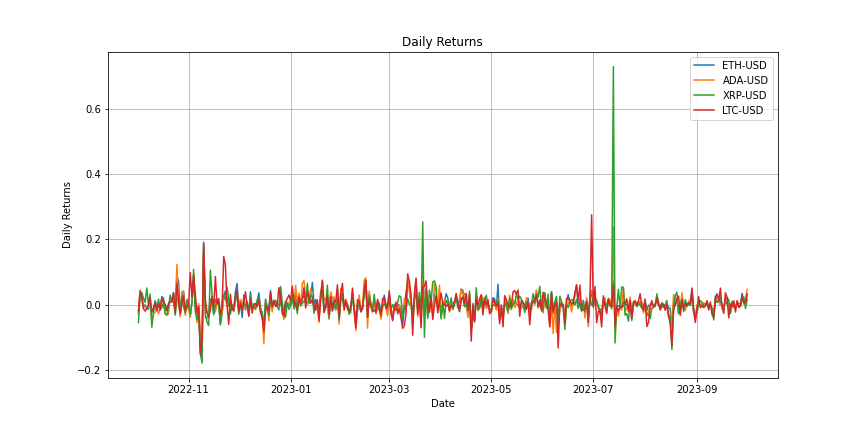 Daily Returns
ETH-USD
ADA-USD
XRP-USD
LTC-USD
Daily Returns
0.6
0.4
0.2
0.0
−0.2
2022-11
2023-01
2023-03
2023-05
2023-07
2023-09
Date